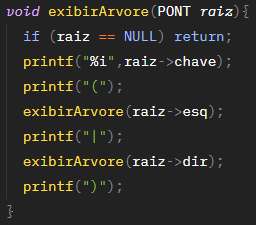 void exibirArvore(PONT raiz){
if (raiz == NULL) return;
printf("%i",raiz->chave);
printf("(");
exibirArvore(raiz->esq);
printf("|");
exibirArvore(raiz->dir);
printf(")");
}